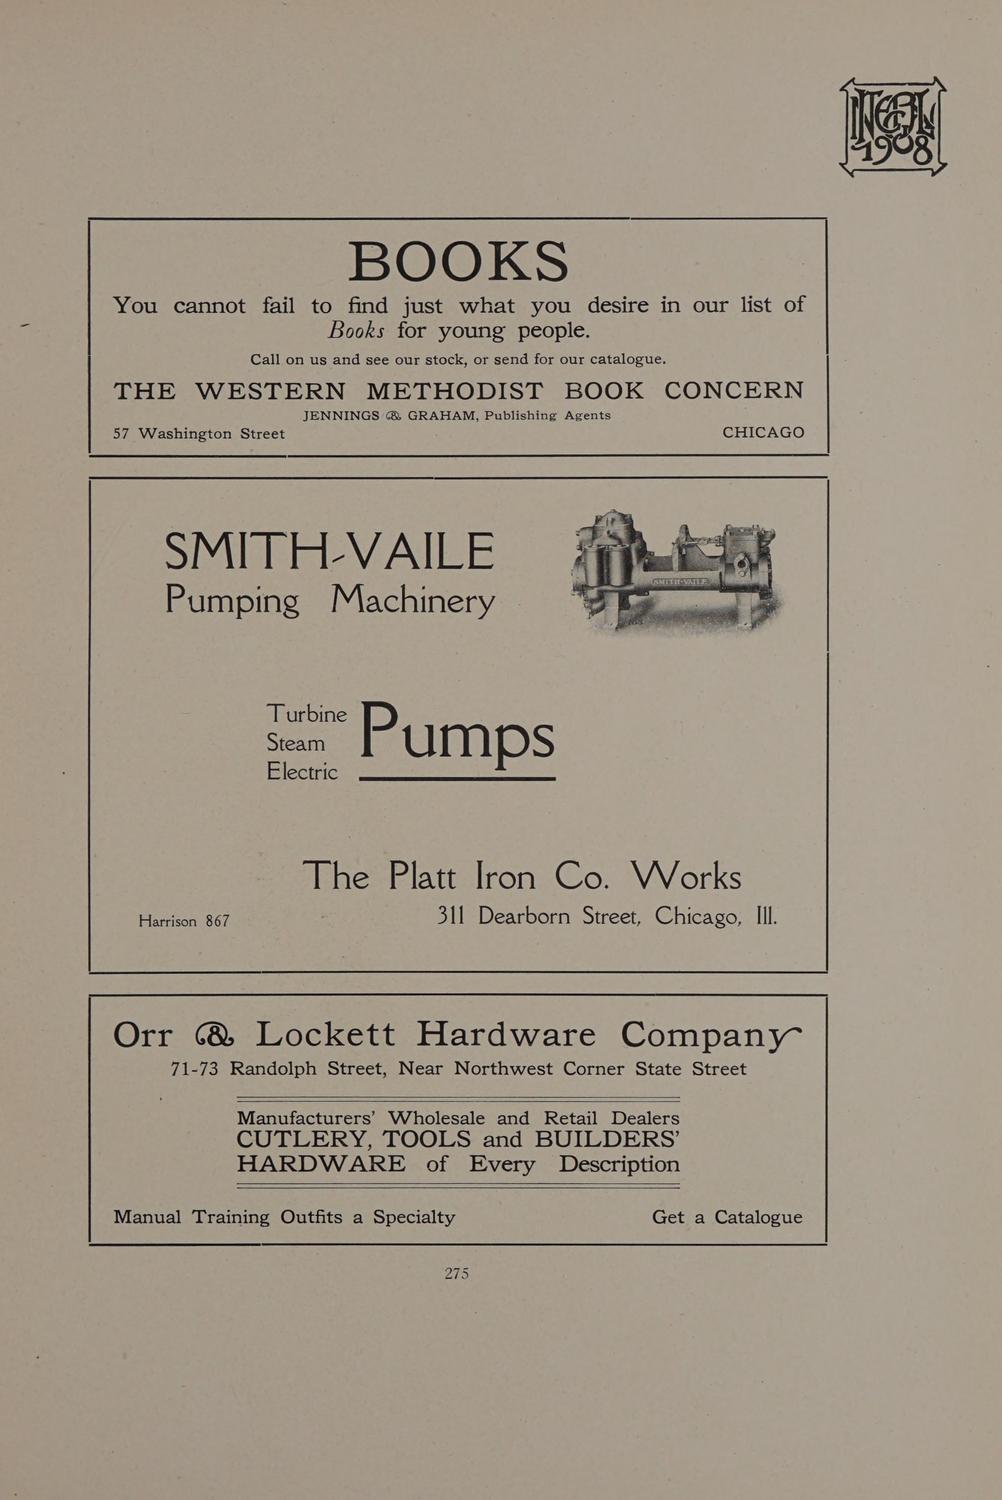 INTEGRAL
1908
BOOKS
You cannot fail to find just what you desire in our list of
Books for young people.
Call on us and see our stock, or send for our catalogue.
THE WESTERN METHODIST BOOK CONCERN
JENNINGS & GRAHAM, Publishing Agents
57 Washington Street CHICAGO
SMITH-VAILE
Pumping Machinery
SMITH-VAILE
Turbine
Steam
Electric
Pumps
The Platt Iron Co. Works
Harrison 867 311 Dearborn Street, Chicago, Ill.
Orr & Lockett Hardware Company
71-73 Randolph Street, Near Northwest Corner State Street
Manufacturers' Wholesale and Retail Dealers
CUTLERY, TOOLS and BUILDERS'
HARDWARE of Every Description
Manual Training Outfits a Specialty Get a Catalogue
275